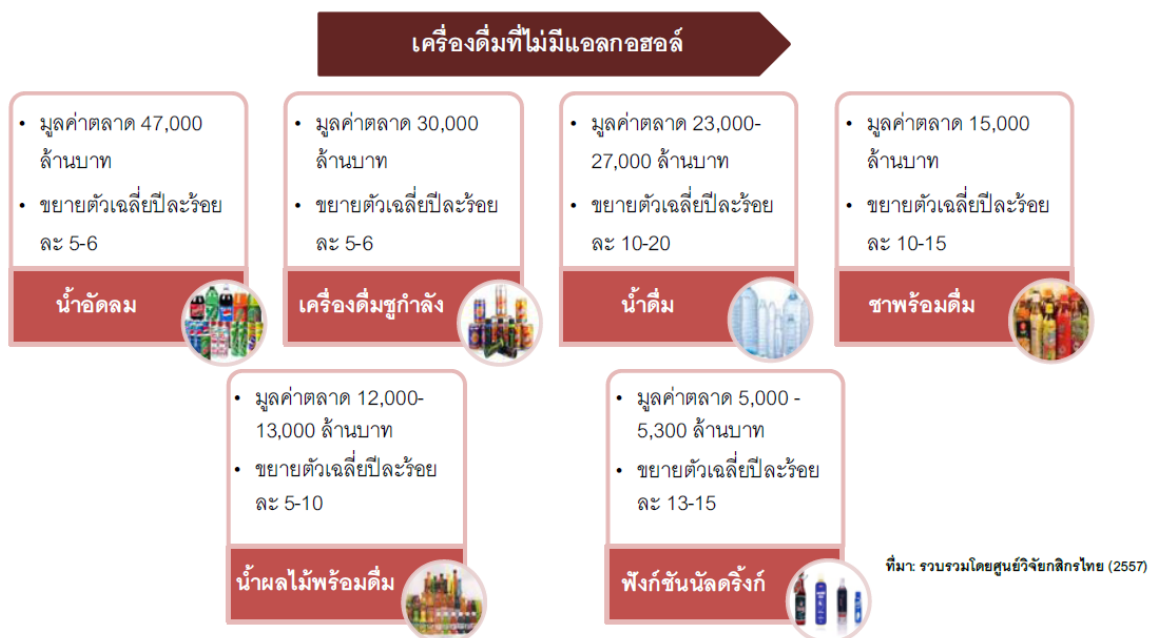 เครื่องดื่มที่ไม่มีแอลกอฮอล์
• มูลค่าตลาด 47,000
ล้านบาท
• ขยายตัวเฉลี่ยปีละร้อย
ละ 5-6
น้ำอัดลม
• มูลค่าตลาด 30,000
ล้านบาท
• ขยายตัวเฉลี่ยปีละร้อย
ละ 5-6
เครื่องดื่มชูกำลัง
• มูลค่าตลาด 23,000-
27,000 ล้านบาท
• ขยายตัวเฉลี่ยปีละร้อย
ละ 10-20
น้ำดื่ม
• มูลค่าตลาด 15,000
ล้านบาท
• ขยายตัวเฉลี่ยปีละร้อย
ละ 10-15
ชาพร้อมดื่ม
• มูลค่าตลาด 12,000-
13,000 ล้านบาท
• ขยายตัวเฉลี่ยปีละร้อย
ละ 5-10
น้ำผลไม้พร้อมดื่ม
• มูลค่าตลาด 5,000 -
5,300 ล้านบาท
• ขยายตัวเฉลี่ยปีละร้อย
ละ 13-15
ฟังก์ชันนัลดริ้งก์
ที่มา: รวบรวมโดยศูนย์วิจัยกสิกรไทย (2557)